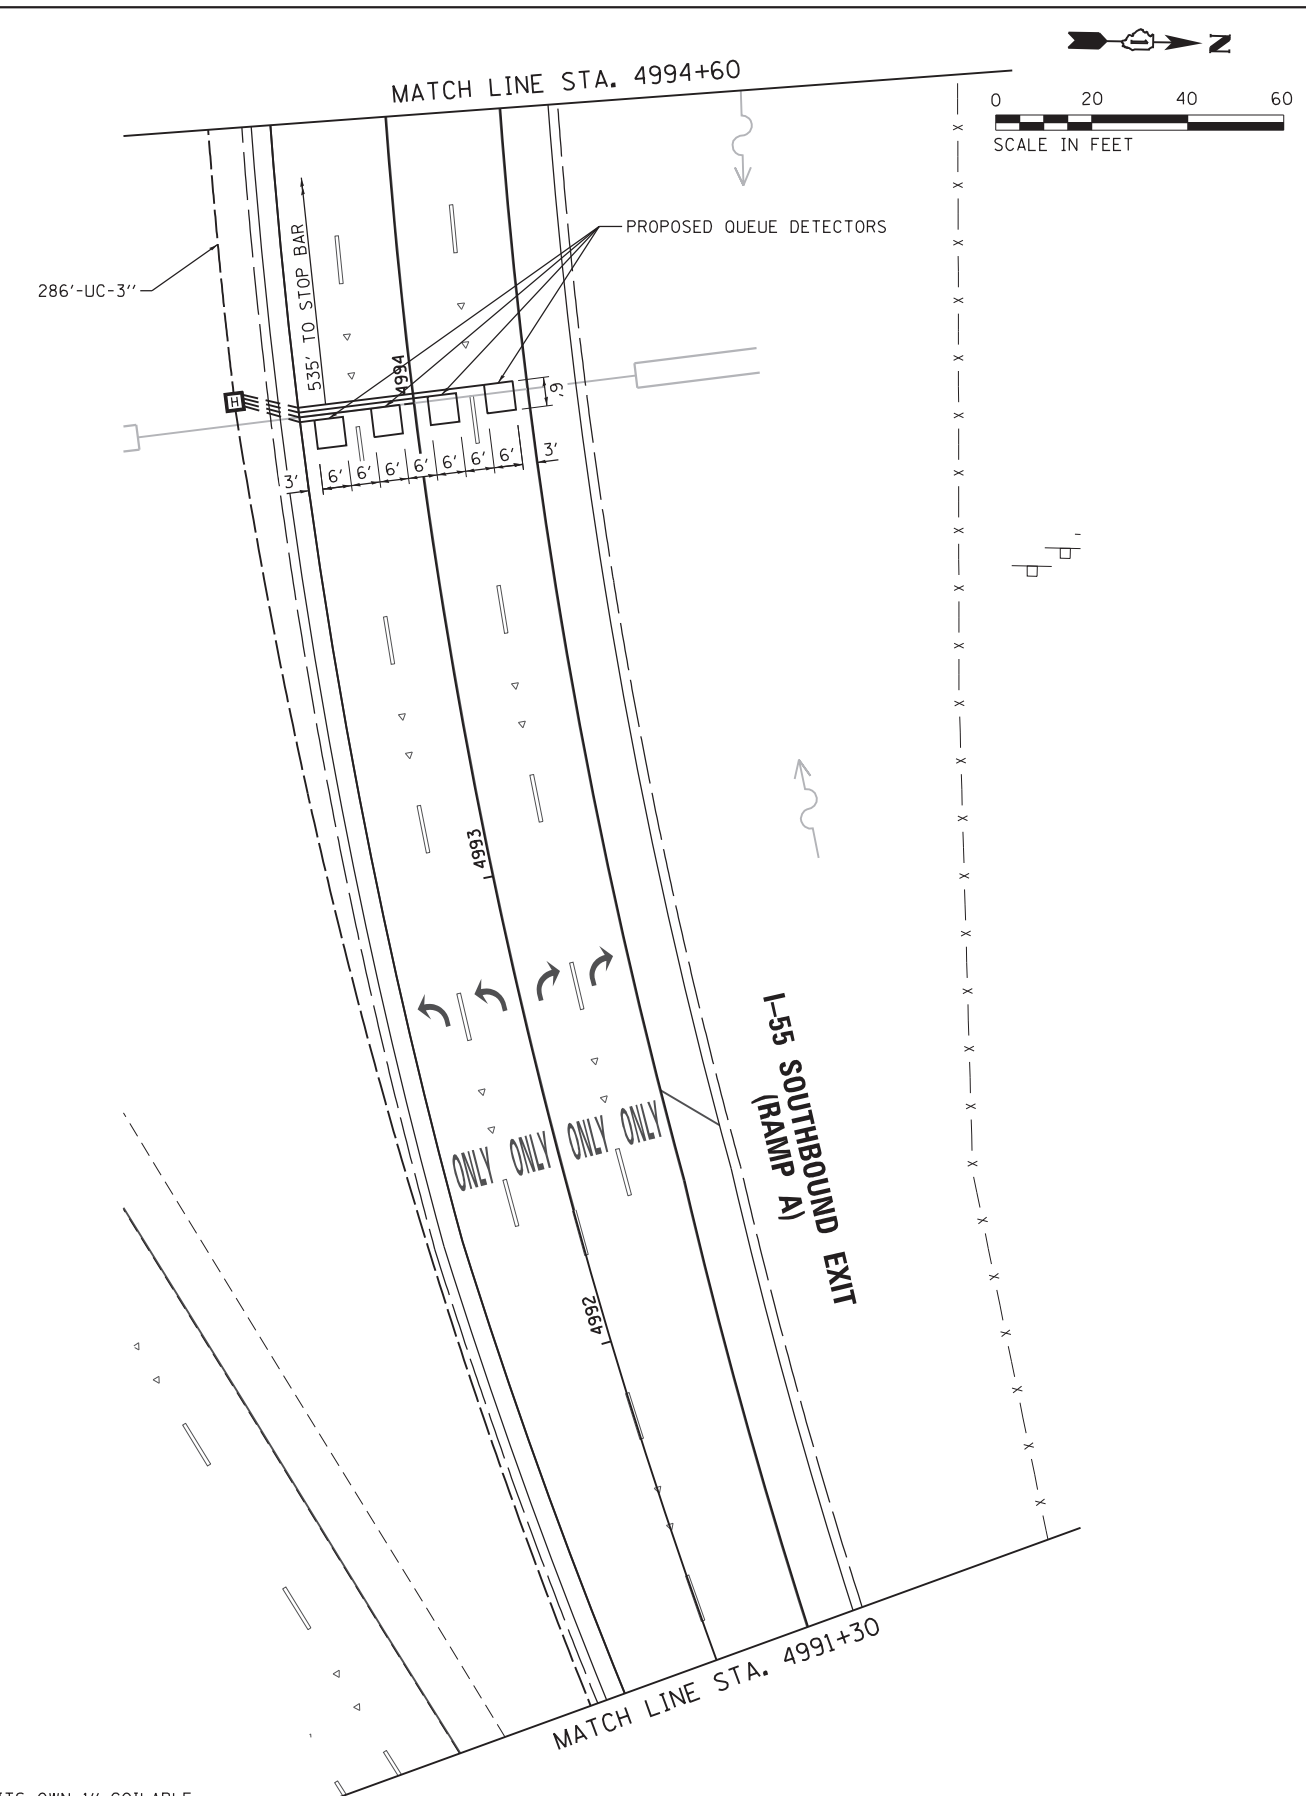 MATCH LINE STA. 4994+60
N
0 20 40 60
SCALE IN FEET
PROPOSED QUEUE DETECTORS
286'-UC-3"
535' TO STOP BAR
4994
H
6'
3' 6' 6' 6' 6' 6' 6' 6' 3'
4993
I-55 SOUTHBOUND EXIT
(RAMP A)
ONLY ONLY ONLY ONLY
4992
MATCH LINE STA. 4991+30